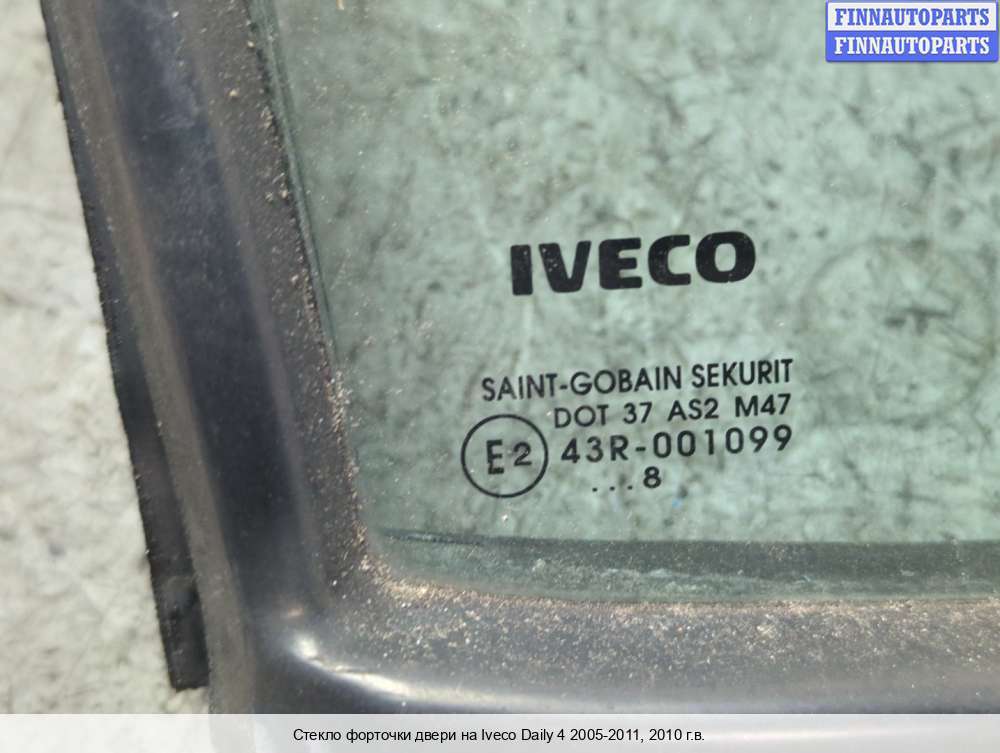 FINNAUTOPARTS
FINNAUTOPARTS
IVECO
SAINT-GOBAIN SEKURIT
DOT 37 AS2 M47
E2 43R-001099
...8
Стекло форточки двери на Iveco Daily 4 2005-2011, 2010 г.в.